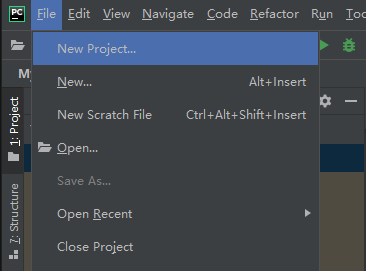 PC File Edit View Navigate Code Refactor Run Too
New Project...
My
New... Alt+Insert
1: Project
New Scratch File Ctrl+Alt+Shift+Insert
Open...
Save As...
7: Structure
Open Recent
Close Project